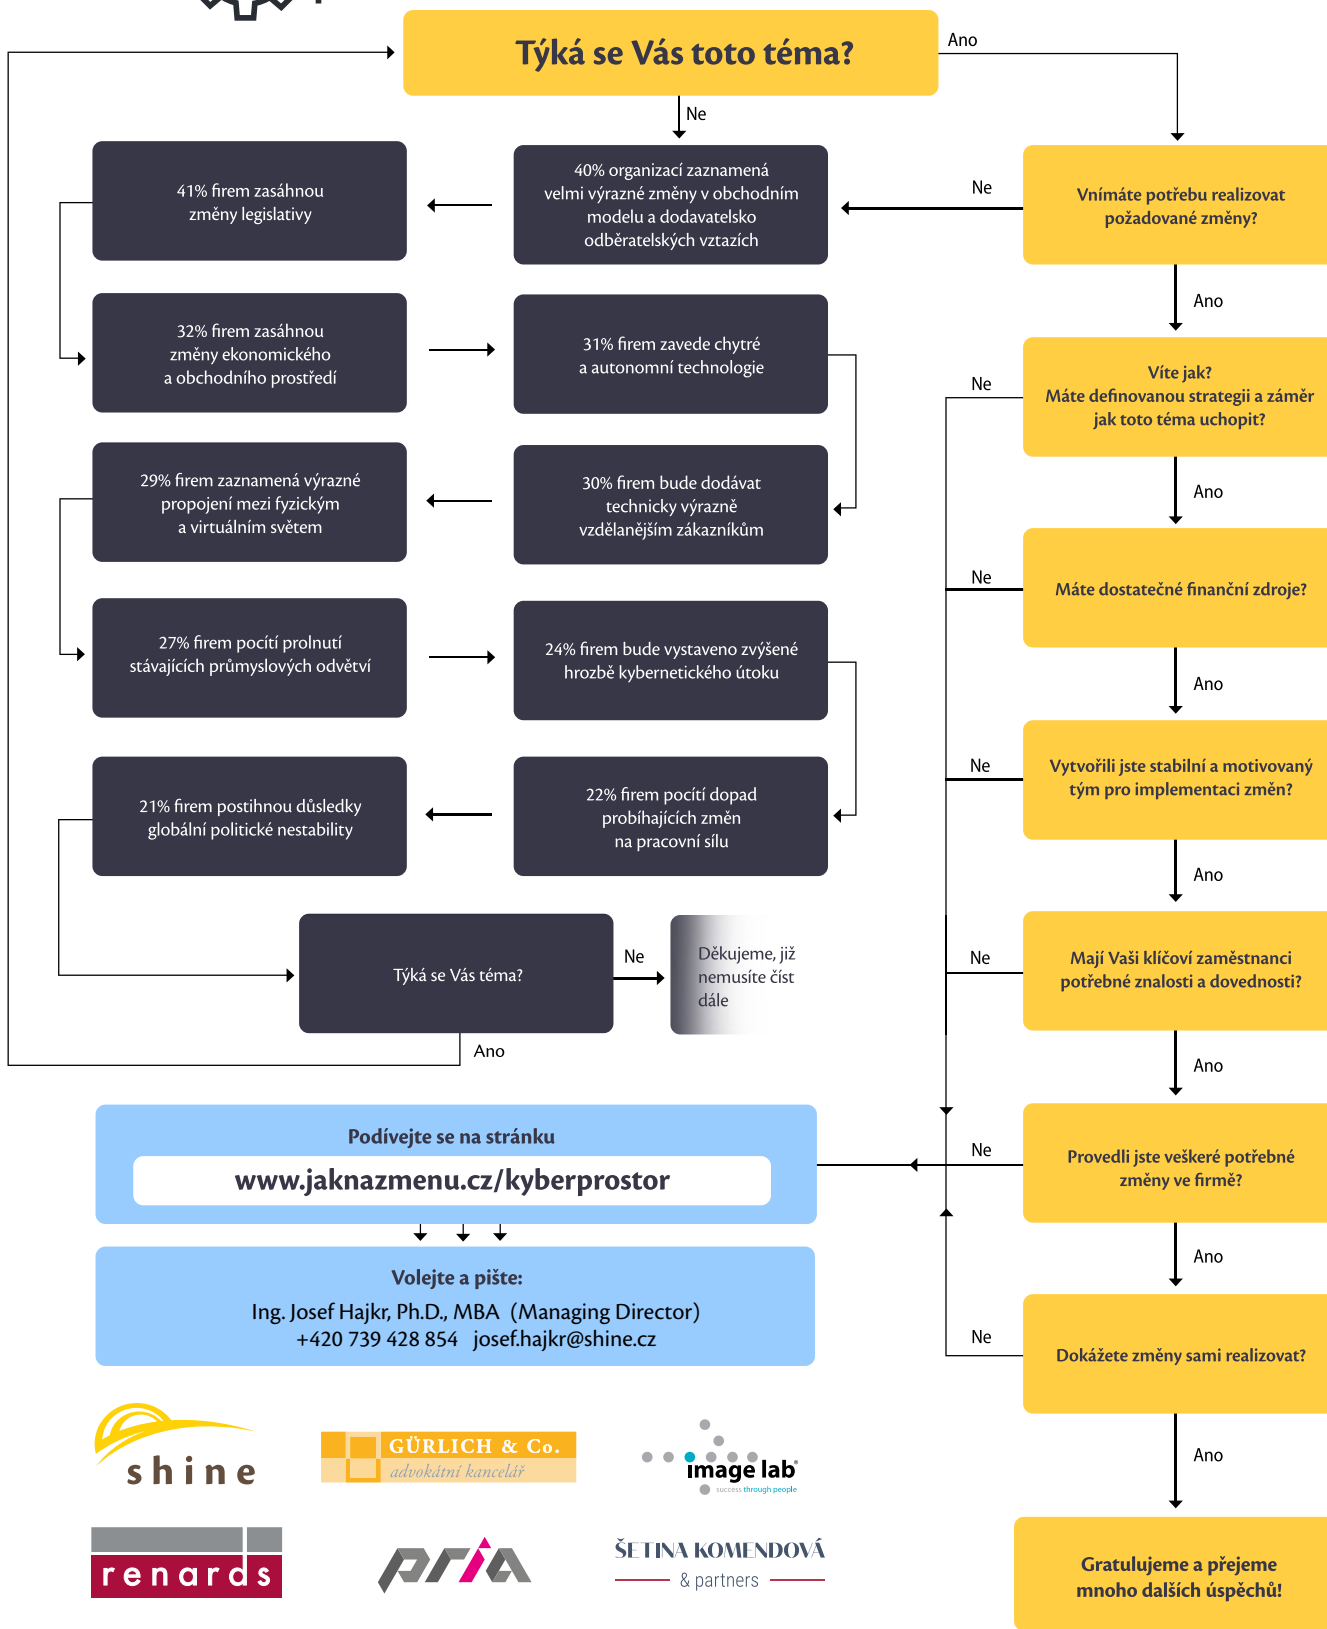 Týká se Vás toto téma?
Ano
Ne
41% firem zasáhnou
změny legislativy
40% organizací zaznamená
velmi výrazné změny v obchodním
modelu a dodavatelsko
odběratelských vztazích
Ne
Vnímáte potřebu realizovat
požadované změny?
Ano
32% firem zasáhnou
změny ekonomického
a obchodního prostředí
31% firem zavede chytré
a autonomní technologie
Ne
Víte jak?
Máte definovanou strategii a záměr
jak toto téma uchopit?
Ano
29% firem zaznamená výrazné
propojení mezi fyzickým
a virtuálním světem
30% firem bude dodávat
technicky výrazně
vzdělanějším zákazníkům
Ne
Máte dostatečné finanční zdroje?
Ano
27% firem pocítí prolnutí
stávajících průmyslových odvětví
24% firem bude vystaveno zvýšené
hrozbě kybernetického útoku
Ne
Vytvořili jste stabilní a motivovaný
tým pro implementaci změn?
Ano
21% firem postihnou důsledky
globální politické nestability
22% firem pocítí dopad
probíhajících změn
na pracovní sílu
Týká se Vás téma?
Ne
Děkujeme, již
nemusíte číst
dále
Ano
Ne
Mají Vaši klíčoví zaměstnanci
potřebné znalosti a dovednosti?
Ano
Podívejte se na stránku
www.jaknazmenu.cz/kyberprostor
Ne
Provedli jste veškeré potřebné
změny ve firmě?
Ano
Volejte a pište:
Ing. Josef Hajkr, Ph.D., MBA (Managing Director)
+420 739 428 854 josef.hajkr@shine.cz
Ne
Dokážete změny sami realizovat?
Ano
Gratulujeme a přejeme
mnoho dalších úspěchů!
shine
GÜRLICH & Co.
advokátní kancelář
image lab®
success through people
renards
pria
ŠETINA KOMENDOVÁ
& partners